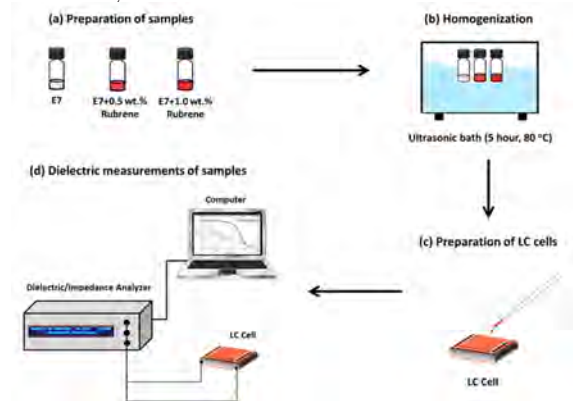 (a) Preparation of samples
E7
E7+0.5 wt.%
Rubrene
E7+1.0 wt.%
Rubrene
(b) Homogenization
Ultrasonic bath (5 hour, 80 °C)
(c) Preparation of LC cells
LC Cell
(d) Dielectric measurements of samples
Computer
Dielectric/Impedance Analyzer
LC Cell